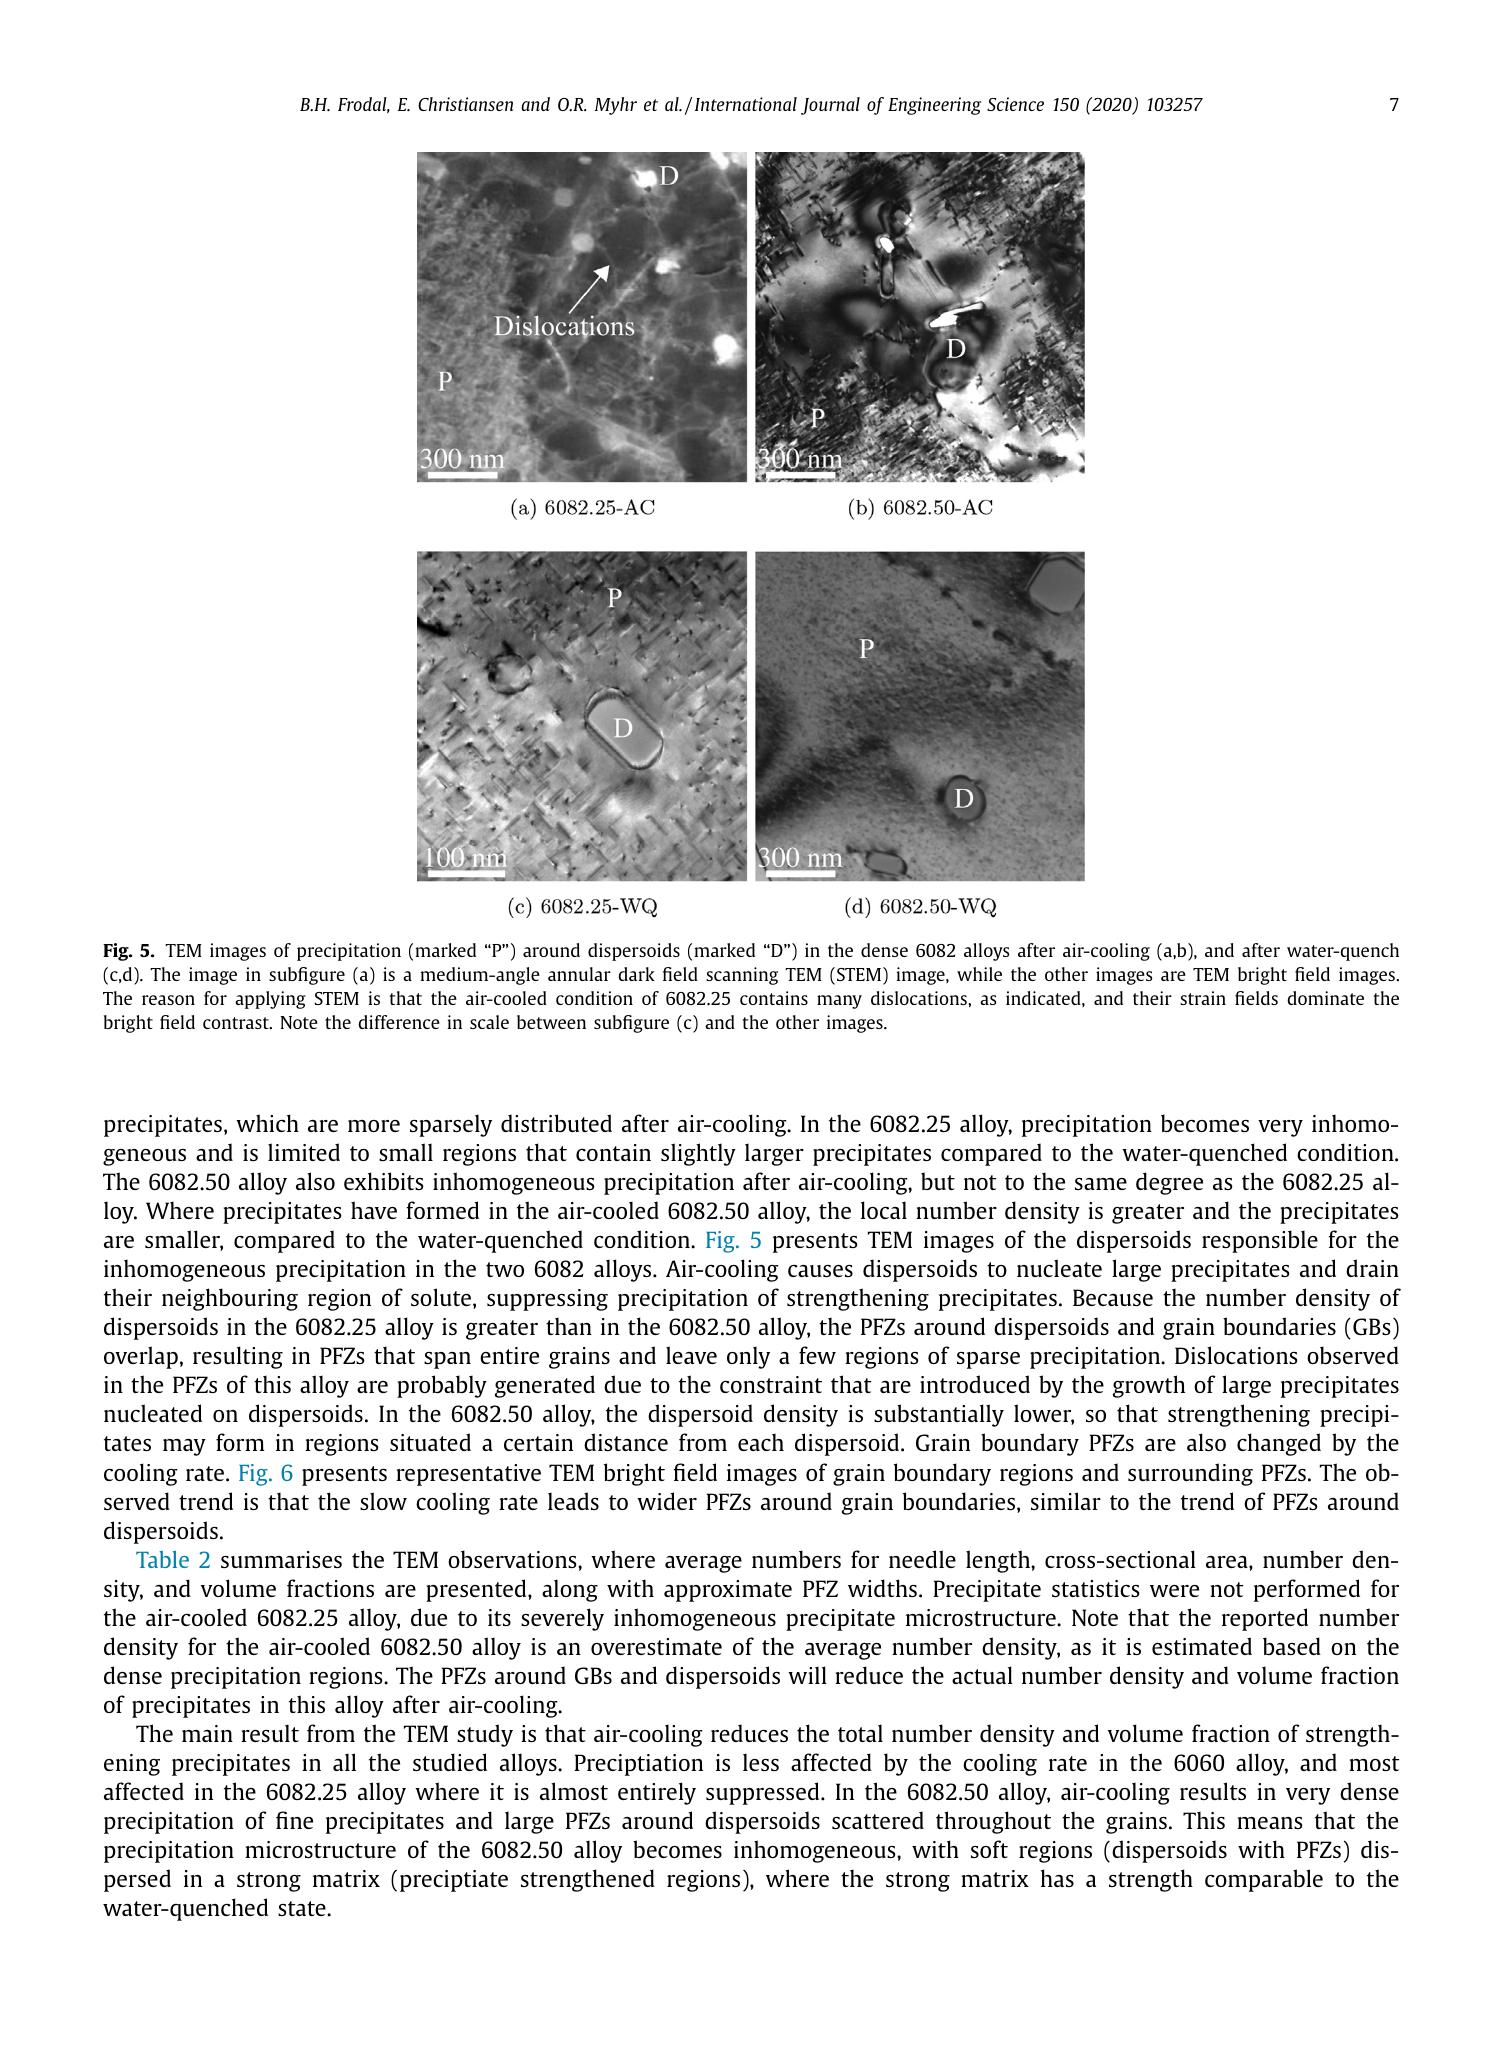 B.H. Frodal, E. Christiansen and O.R. Myhr et al. / International Journal of Engineering Science 150 (2020) 103257 7
D
Dislocations
P
300 nm
D
P
300 nm
(a) 6082.25-AC (b) 6082.50-AC
P
D
100 nm
P
D
300 nm
(c) 6082.25-WQ (d) 6082.50-WQ
Fig. 5. TEM images of precipitation (marked “P”) around dispersoids (marked “D”) in the dense 6082 alloys after air-cooling (a,b), and after water-quench
(c,d). The image in subfigure (a) is a medium-angle annular dark field scanning TEM (STEM) image, while the other images are TEM bright field images.
The reason for applying STEM is that the air-cooled condition of 6082.25 contains many dislocations, as indicated, and their strain fields dominate the
bright field contrast. Note the difference in scale between subfigure (c) and the other images.
precipitates, which are more sparsely distributed after air-cooling. In the 6082.25 alloy, precipitation becomes very inhomo-
geneous and is limited to small regions that contain slightly larger precipitates compared to the water-quenched condition.
The 6082.50 alloy also exhibits inhomogeneous precipitation after air-cooling, but not to the same degree as the 6082.25 al-
loy. Where precipitates have formed in the air-cooled 6082.50 alloy, the local number density is greater and the precipitates
are smaller, compared to the water-quenched condition. Fig. 5 presents TEM images of the dispersoids responsible for the
inhomogeneous precipitation in the two 6082 alloys. Air-cooling causes dispersoids to nucleate large precipitates and drain
their neighbouring region of solute, suppressing precipitation of strengthening precipitates. Because the number density of
dispersoids in the 6082.25 alloy is greater than in the 6082.50 alloy, the PFZs around dispersoids and grain boundaries (GBs)
overlap, resulting in PFZs that span entire grains and leave only a few regions of sparse precipitation. Dislocations observed
in the PFZs of this alloy are probably generated due to the constraint that are introduced by the growth of large precipitates
nucleated on dispersoids. In the 6082.50 alloy, the dispersoid density is substantially lower, so that strengthening precipi-
tates may form in regions situated a certain distance from each dispersoid. Grain boundary PFZs are also changed by the
cooling rate. Fig. 6 presents representative TEM bright field images of grain boundary regions and surrounding PFZs. The ob-
served trend is that the slow cooling rate leads to wider PFZs around grain boundaries, similar to the trend of PFZs around
dispersoids.
Table 2 summarises the TEM observations, where average numbers for needle length, cross-sectional area, number den-
sity, and volume fractions are presented, along with approximate PFZ widths. Precipitate statistics were not performed for
the air-cooled 6082.25 alloy, due to its severely inhomogeneous precipitate microstructure. Note that the reported number
density for the air-cooled 6082.50 alloy is an overestimate of the average number density, as it is estimated based on the
dense precipitation regions. The PFZs around GBs and dispersoids will reduce the actual number density and volume fraction
of precipitates in this alloy after air-cooling.
The main result from the TEM study is that air-cooling reduces the total number density and volume fraction of strength-
ening precipitates in all the studied alloys. Preciptiation is less affected by the cooling rate in the 6060 alloy, and most
affected in the 6082.25 alloy where it is almost entirely suppressed. In the 6082.50 alloy, air-cooling results in very dense
precipitation of fine precipitates and large PFZs around dispersoids scattered throughout the grains. This means that the
precipitation microstructure of the 6082.50 alloy becomes inhomogeneous, with soft regions (dispersoids with PFZs) dis-
persed in a strong matrix (preciptiate strengthened regions), where the strong matrix has a strength comparable to the
water-quenched state.